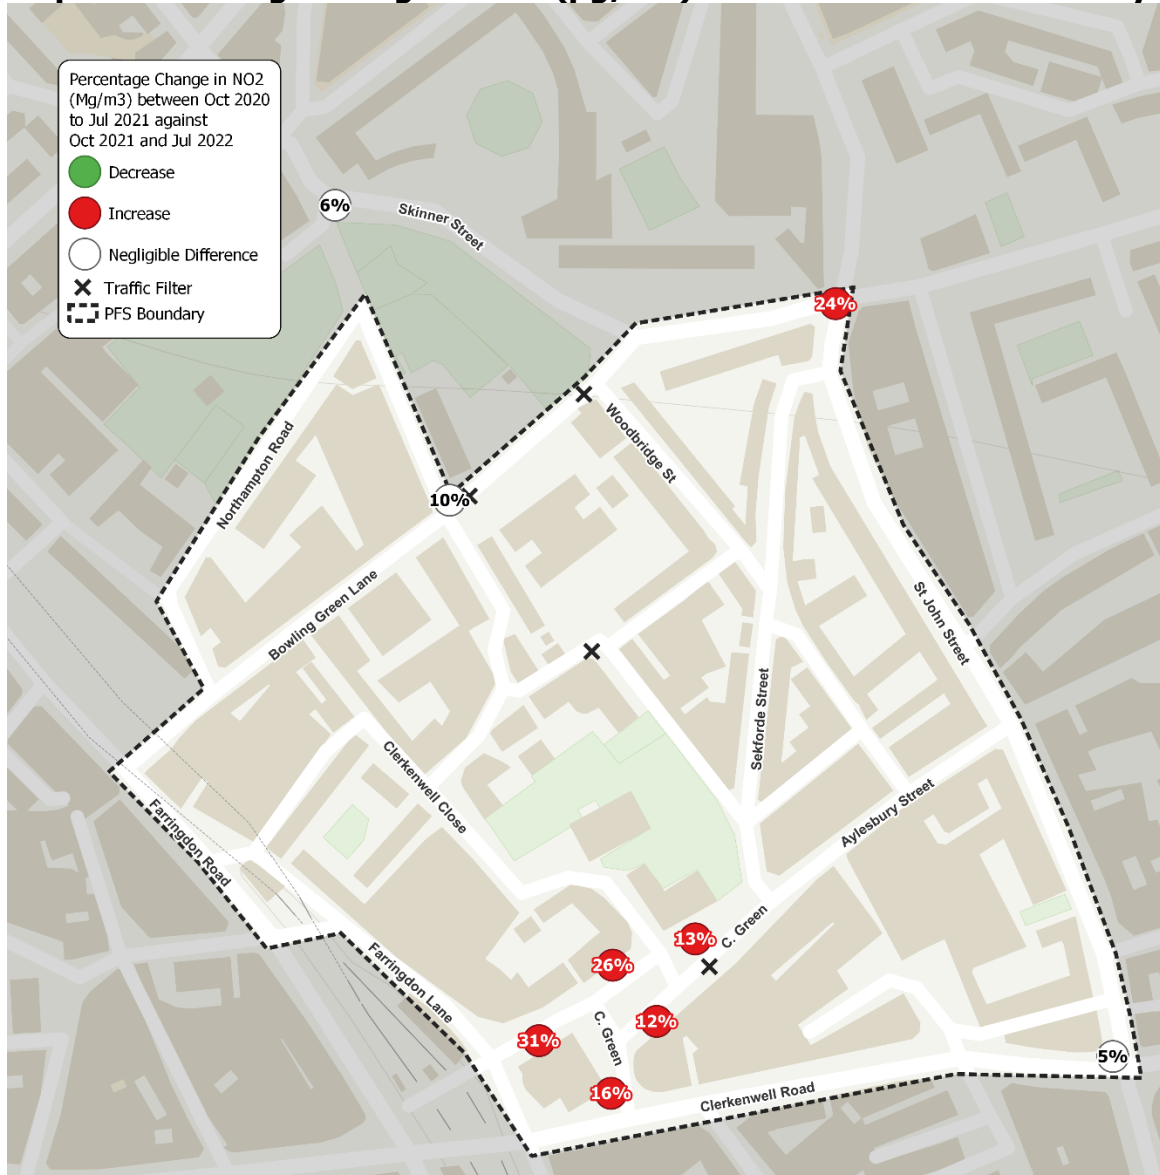 Percentage Change in NO2
(Mg/m3) between Oct 2020
to Jul 2021 against
Oct 2021 and Jul 2022
Decrease
Increase
Negligible Difference
Traffic Filter
PFS Boundary
6%
Skinner Street
24%
Woodbridge St
Northampton Road
10%
Bowling Green Lane
St John Street
Sekforde Street
Clerkenwell Close
Aylesbury Street
Farringdon Road
C. Green
13%
26%
Farringdon Lane
12%
C. Green
31%
5%
16%
Clerkenwell Road